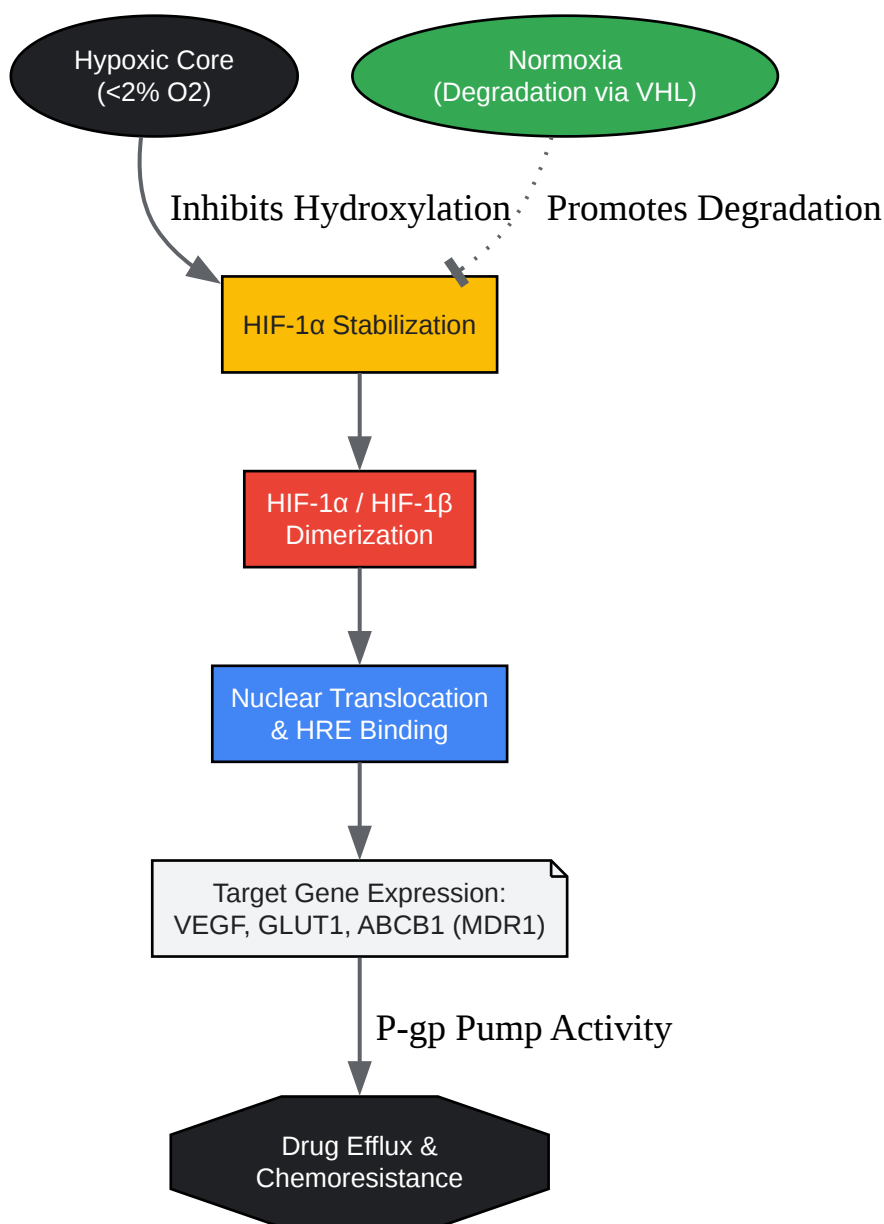 Hypoxic Core
(<2% O2)
Normoxia
(Degradation via VHL)
Inhibits Hydroxylation
Promotes Degradation
HIF-1α Stabilization
HIF-1α / HIF-1β
Dimerization
Nuclear Translocation
& HRE Binding
Target Gene Expression:
VEGF, GLUT1, ABCB1 (MDR1)
P-gp Pump Activity
Drug Efflux &
Chemoresistance